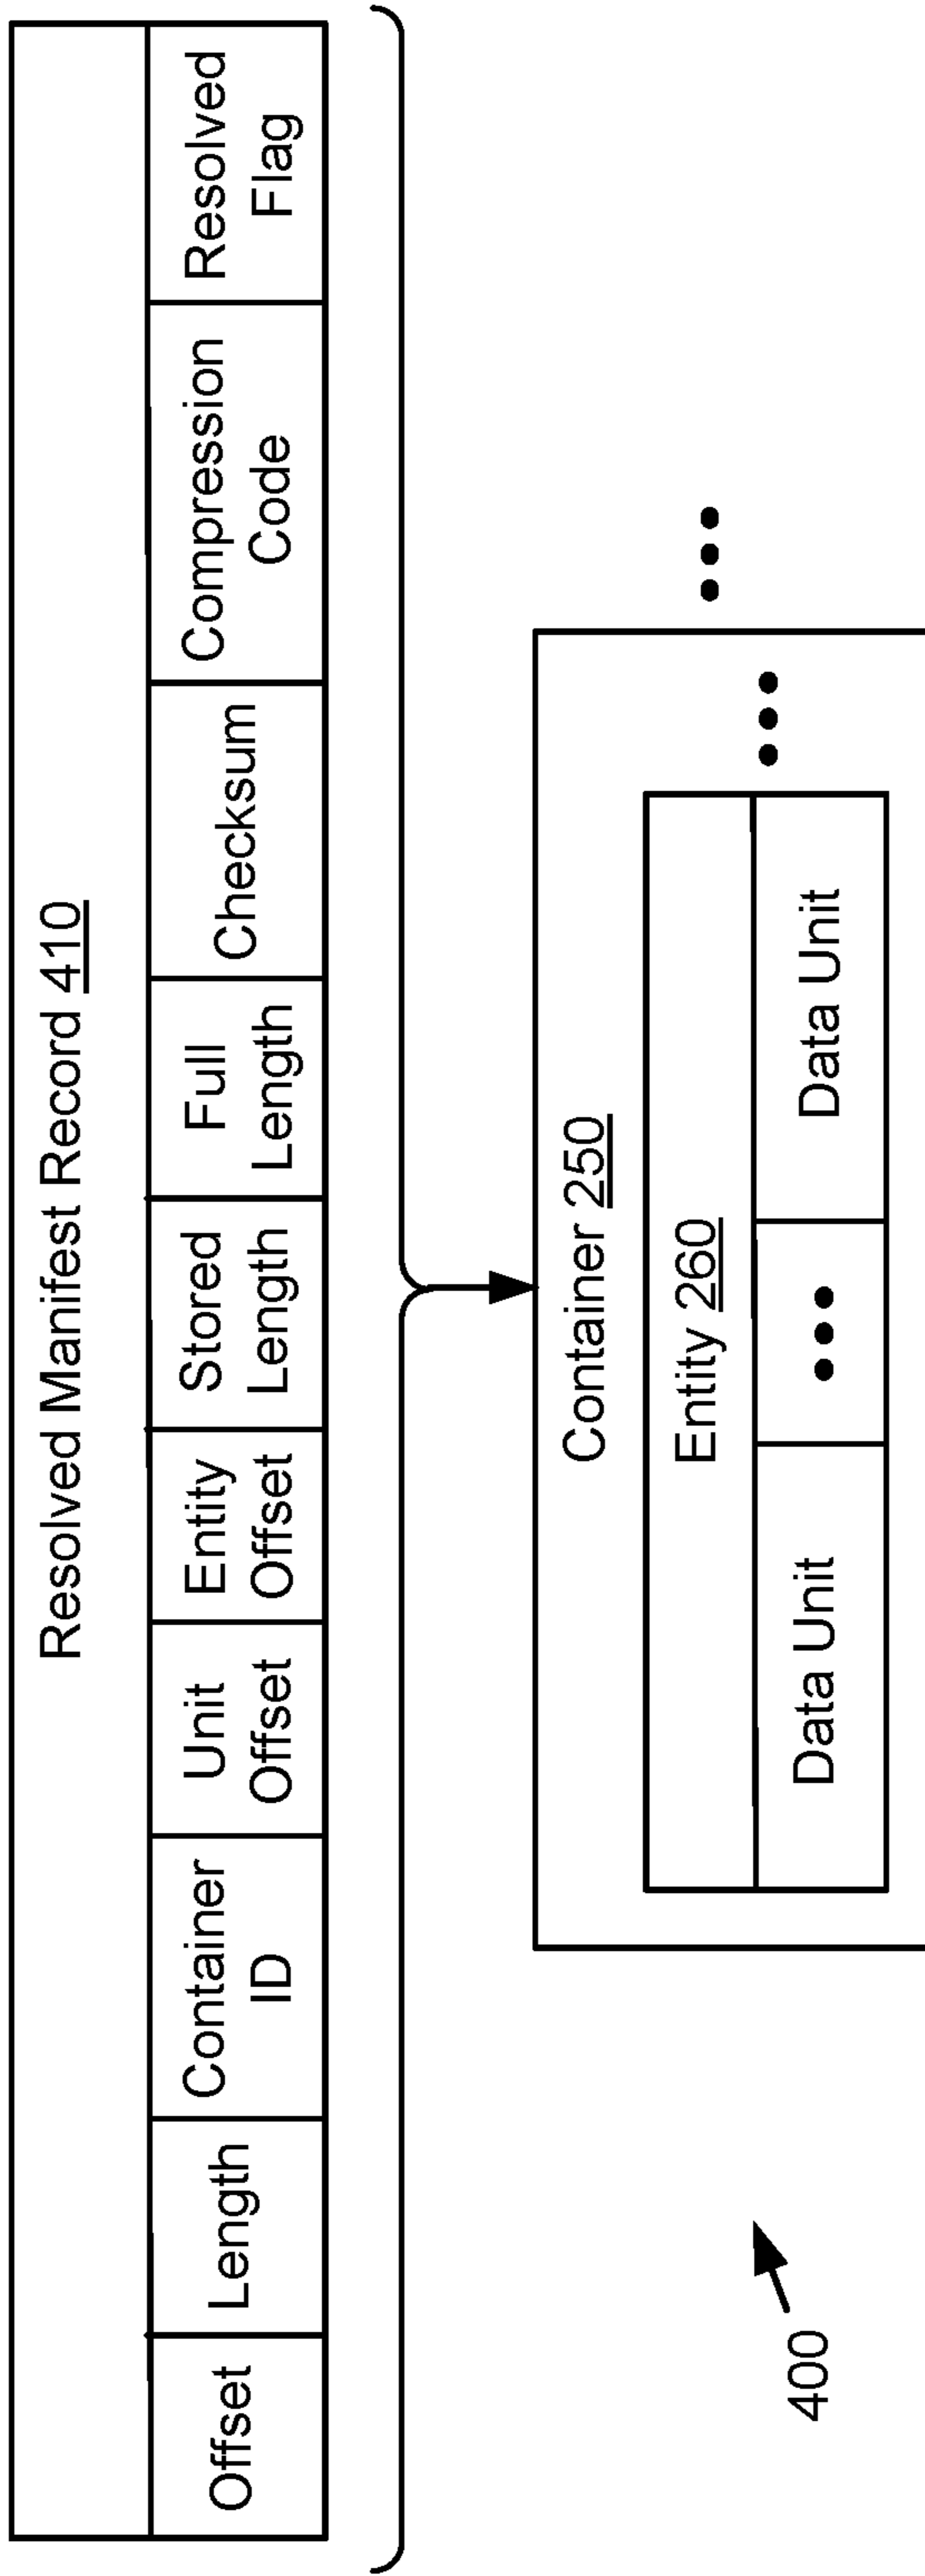 Resolved Manifest Record 410
Offset
Length
Container
ID
Unit
Offset
Entity
Offset
Stored
Length
Full
Length
Checksum
Compression
Code
Resolved
Flag
Container 250
Entity 260
Data Unit
Data Unit
400